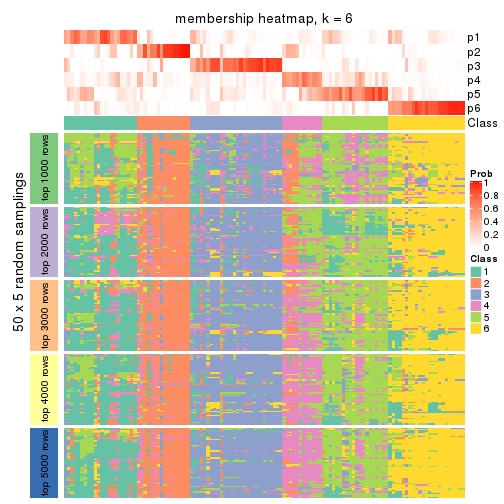 membership heatmap, k = 6
p1
p2
p3
p4
p5
p6
Class
50 x 5 random samplings
top 1000 rows
top 2000 rows
top 3000 rows
top 4000 rows
top 5000 rows
Prob
1
0.8
0.6
0.4
0.2
0
Class
1
2
3
4
5
6